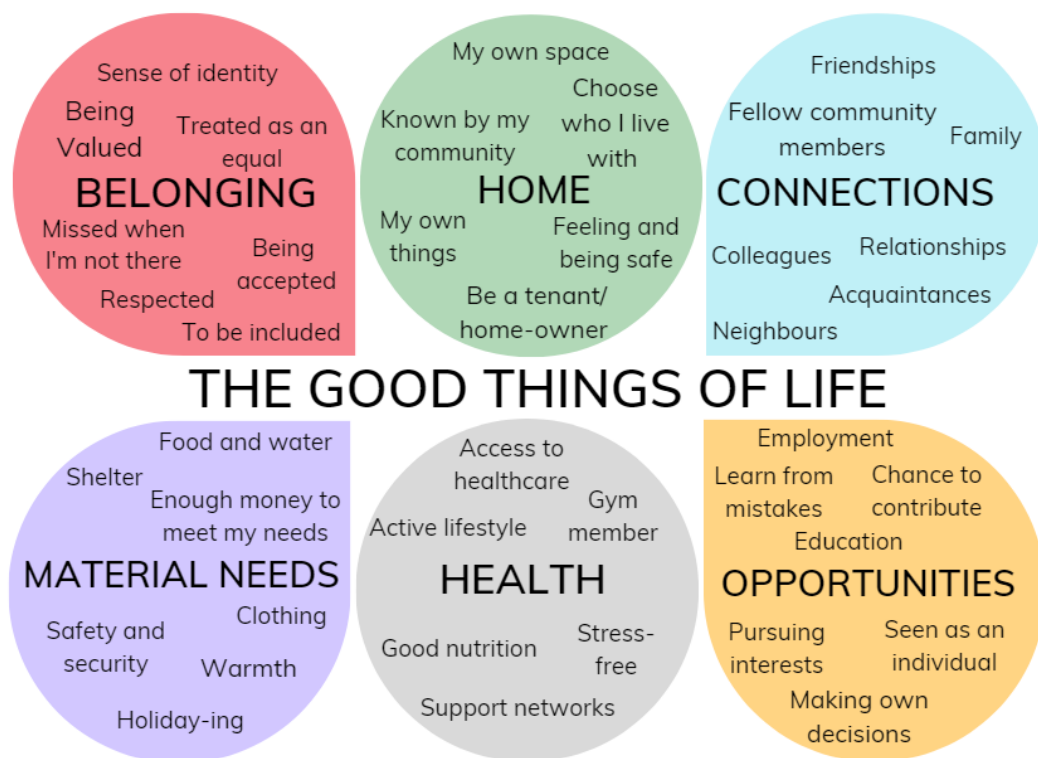 Sense of identity
Being
Valued
Treated as an
equal
BELONGING
Missed when
I'm not there
Being
accepted
Respected
To be included
My own space
Choose
who I live
with
Known by my
community
HOME
My own
things
Feeling and
being safe
Be a tenant/
home-owner
Friendships
Fellow community
members
Family
CONNECTIONS
Colleagues
Relationships
Acquaintances
Neighbours
THE GOOD THINGS OF LIFE
Food and water
Shelter
Enough money to
meet my needs
MATERIAL NEEDS
Clothing
Safety and
security
Warmth
Holiday-ing
Access to
healthcare
Gym
member
Active lifestyle
HEALTH
Good nutrition
Stress-
free
Support networks
Employment
Learn from
mistakes
Chance to
contribute
Education
OPPORTUNITIES
Pursuing
interests
Seen as an
individual
Making own
decisions